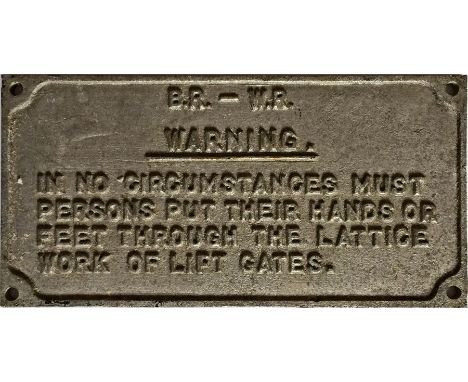 B.R. - W.R.
WARNING.
IN NO CIRCUMSTANCES MUST
PERSONS PUT THEIR HANDS OR
FEET THROUGH THE LATTICE
WORK OF LIFT GATES.